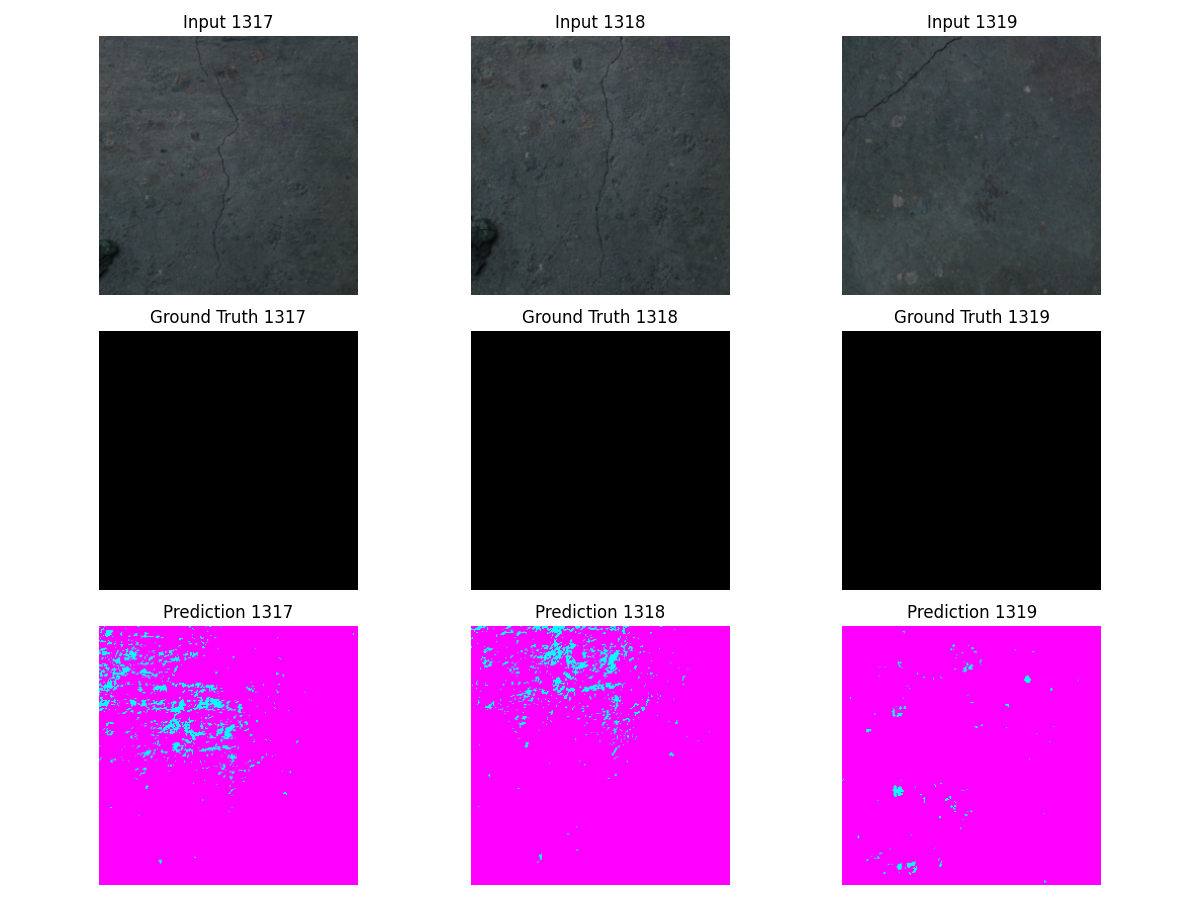 Input 1317
Input 1318
Input 1319
Ground Truth 1317
Ground Truth 1318
Ground Truth 1319
Prediction 1317
Prediction 1318
Prediction 1319